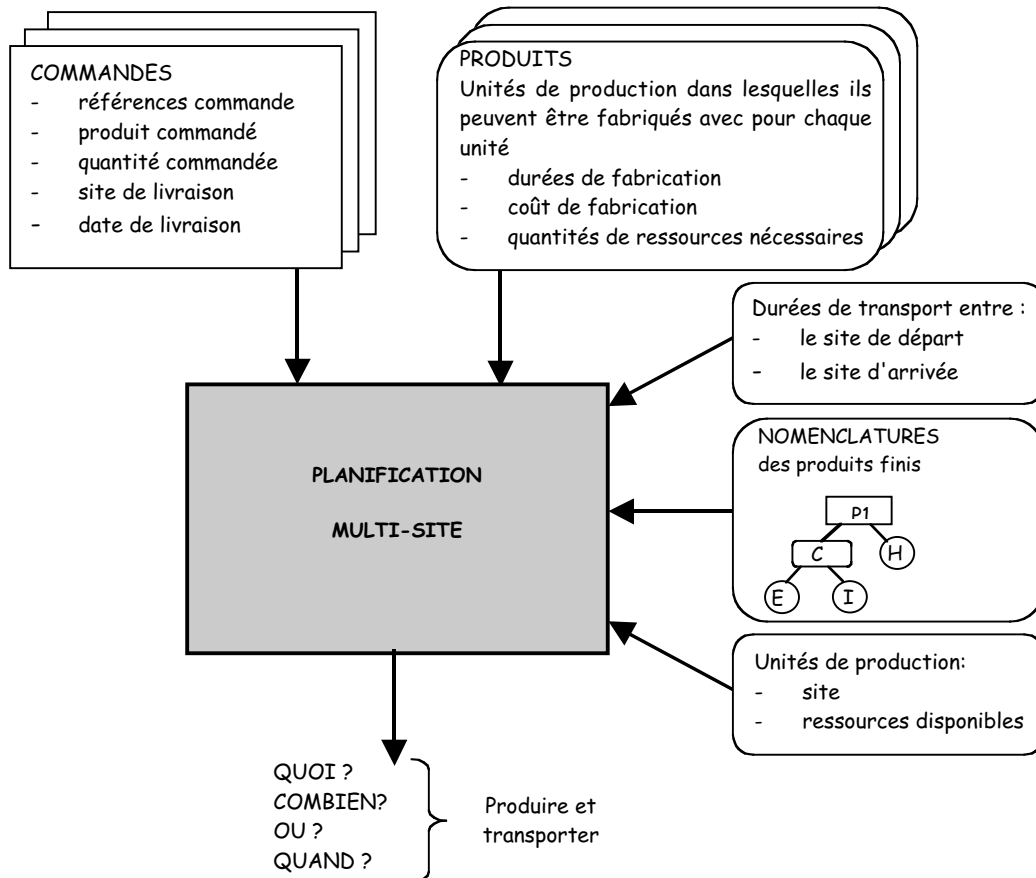 COMMANDES
- références commande
- produit commandé
- quantité commandée
- site de livraison
- date de livraison
PRODUITS
Unités de production dans lesquelles ils
peuvent être fabriqués avec pour chaque
unité
- durées de fabrication
- coût de fabrication
- quantités de ressources nécessaires
Durées de transport entre :
- le site de départ
- le site d'arrivée
PLANIFICATION
MULTI-SITE
NOMENCLATURES
des produits finis
P1
C
H
E
I
Unités de production:
- site
- ressources disponibles
QUOI ?
COMBIEN?
OU ?
QUAND ?
Produire et
transporter